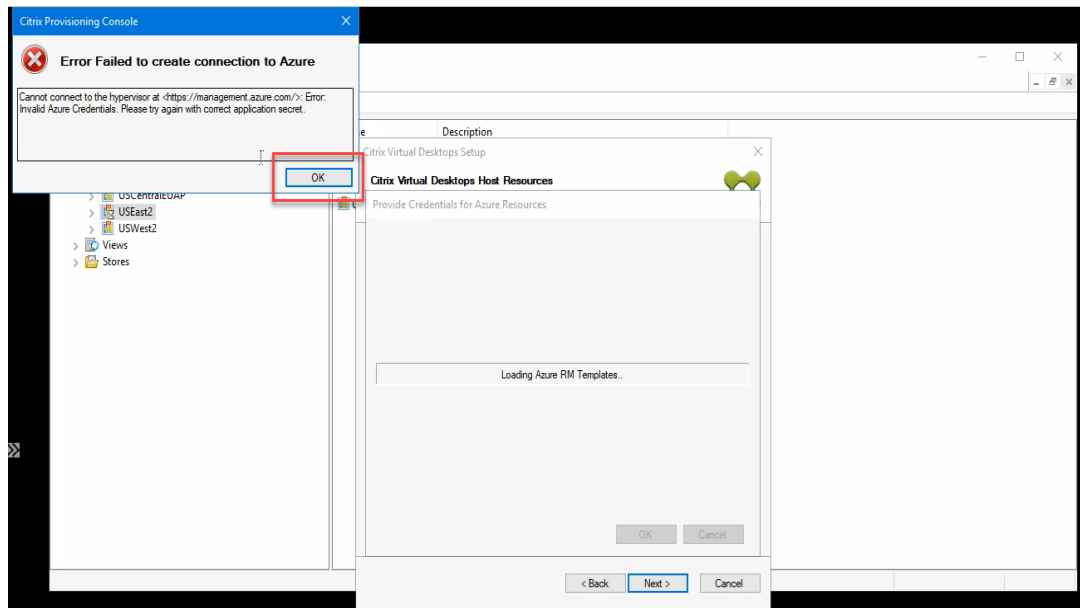 Citrix Provisioning Console
Error Failed to create connection to Azure
Cannot connect to the hypervisor at <https://management.azure.com/>: Error:
Invalid Azure Credentials. Please try again with correct application secret.
OK
Description
Citrix Virtual Desktops Setup
Citrix Virtual Desktops Host Resources
USCentralEUAP
Provide Credentials for Azure Resources
USEast2
USWest2
Views
Stores
Loading Azure RM Templates..
OK Cancel
< Back Next > Cancel